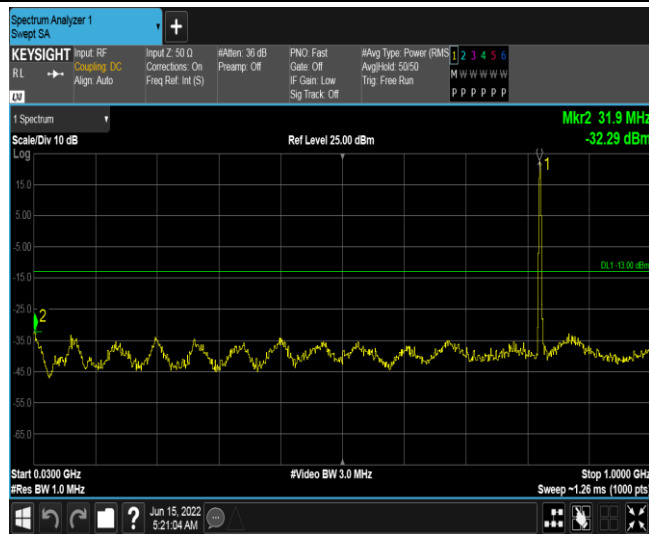 Spectrum Analyzer 1
Swept SA
+
KEYSIGHT Input: RF Input Z: 50 Ω #Atten: 36 dB PNO: Fast #Avg Type: Power (RMS 1 2 3 4 5 6
RL Coupling: DC Corrections: On Preamp: Off Gate: Off Avg|Hold: 50/50 M W W W W W
Align: Auto Freq Ref: Int (S) IF Gain: Low Trig: Free Run
Sig Track: Off P P P P P P
1 Spectrum Mkr2 31.9 MHz
Scale/Div 10 dB Ref Level 25.00 dBm -32.29 dBm
Log
1
15.0
5.00
-5.00
DL1 -13.00 dBm
-15.0
-25.0
2
-35.0
-45.0
-55.0
-65.0
Start 0.0300 GHz #Video BW 3.0 MHz Stop 1.0000 GHz
#Res BW 1.0 MHz Sweep ~1.26 ms (1000 pts)
? Jun 15, 2022
5:21:04 AM